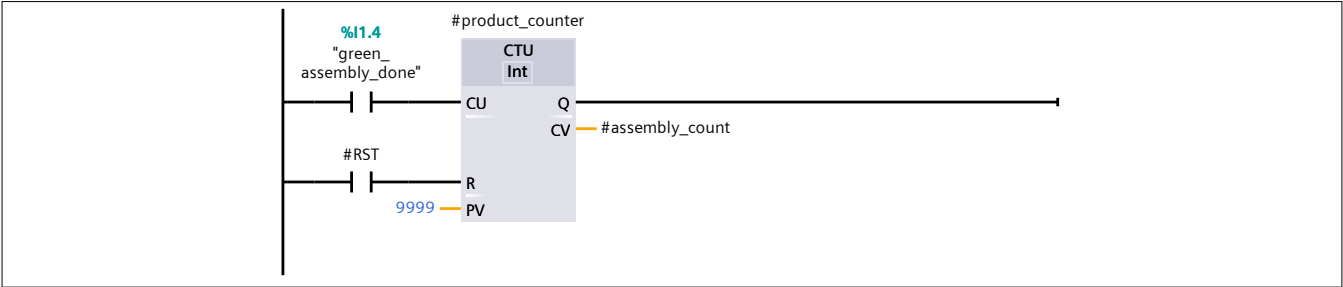 #product_counter
%I1.4
"green_
assembly_done"
CTU
Int
CU
Q
CV
#assembly_count
#RST
R
9999
PV